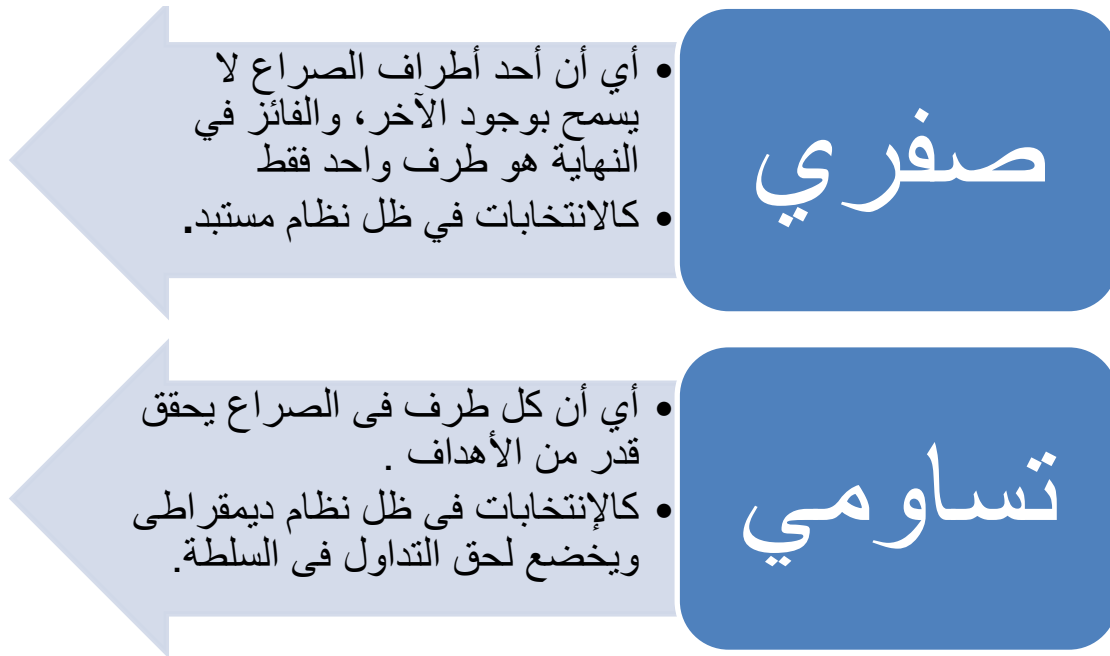 صفري
• أي أن أحد أطراف الصراع لا
يسمح بوجود الآخر، والفائز في
النهاية هو طرف واحد فقط
• كالانتخابات في ظل نظام مستبد.
تساومي
• أي أن كل طرف فى الصراع يحقق
قدر من الأهداف .
• كالإنتخابات فى ظل نظام ديمقراطى
ويخضع لحق التداول فى السلطة.